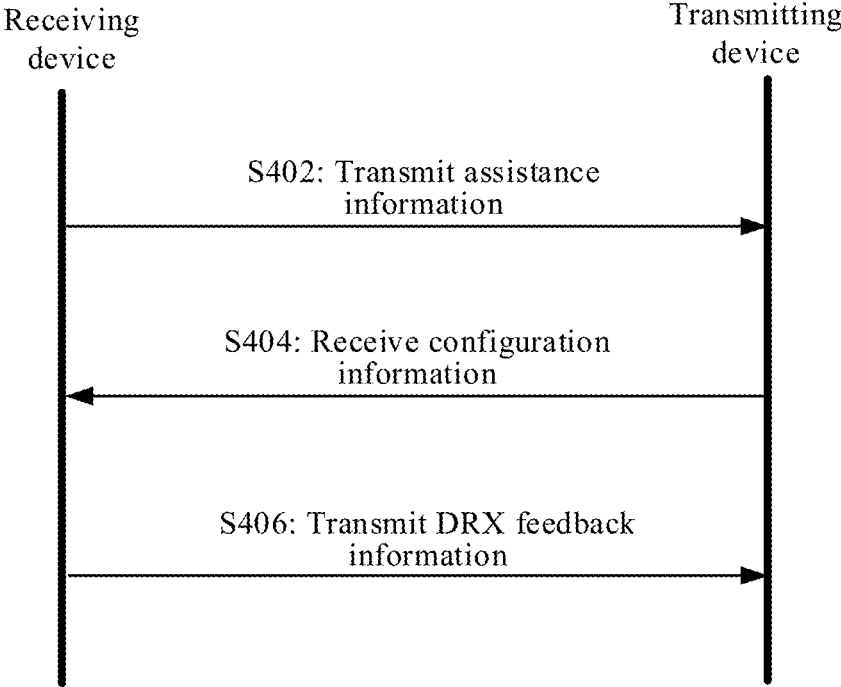 Receiving
device
Transmitting
device
S402: Transmit assistance
information
S404: Receive configuration
information
S406: Transmit DRX feedback
information